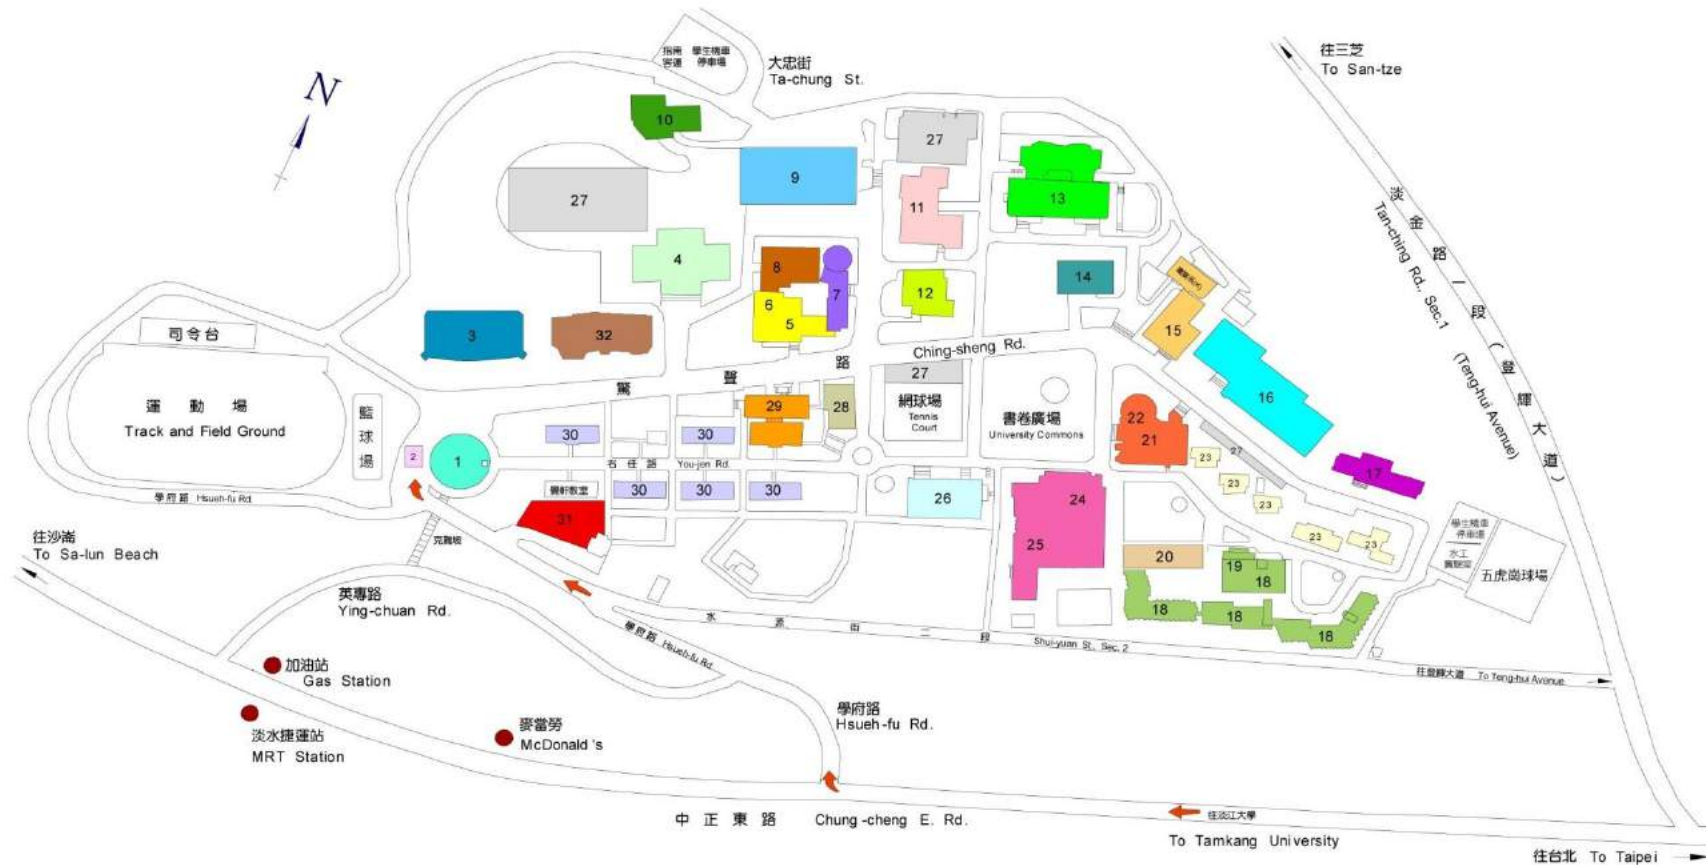 指南
客運
學生機車
停車場
大忠街
Ta-chung St.
往三芝
To San-tze
N
10
27
9
27
13
11
4
8
7
6
5
12
14
15
淡金路一段(登輝大道)
Tan-ching Rd., Sec.1
(Teng-hui Avenue)
司令台
3
32
驚聲路
Ching-sheng Rd.
16
運動場
Track and Field Ground
籃球場
2
1
30
30
29
28
27
網球場
Tennis
Court
書卷廣場
University Commons
22
21
27
17
23
23
23
23
23
右任路 You-jen Rd.
覺軒教室
30
30
30
31
26
24
25
20
19
18
18
18
18
學府路 Hsueh-fu Rd.
克難坡
學生機車
停車場
水工
實驗室
五虎崗球場
往沙崙
To Sa-lun Beach
英專路
Ying-chuan Rd.
水源街二段
Shui-yuan St., Sec. 2
學府路 Hsueh-fu Rd.
往登輝大道 To Teng-hui Avenue
加油站
Gas Station
淡水捷運站
MRT Station
麥當勞
McDonald's
學府路
Hsueh-fu Rd.
中正東路 Chung-cheng E. Rd.
往淡江大學
To Tamkang University
往台北 To Taipei